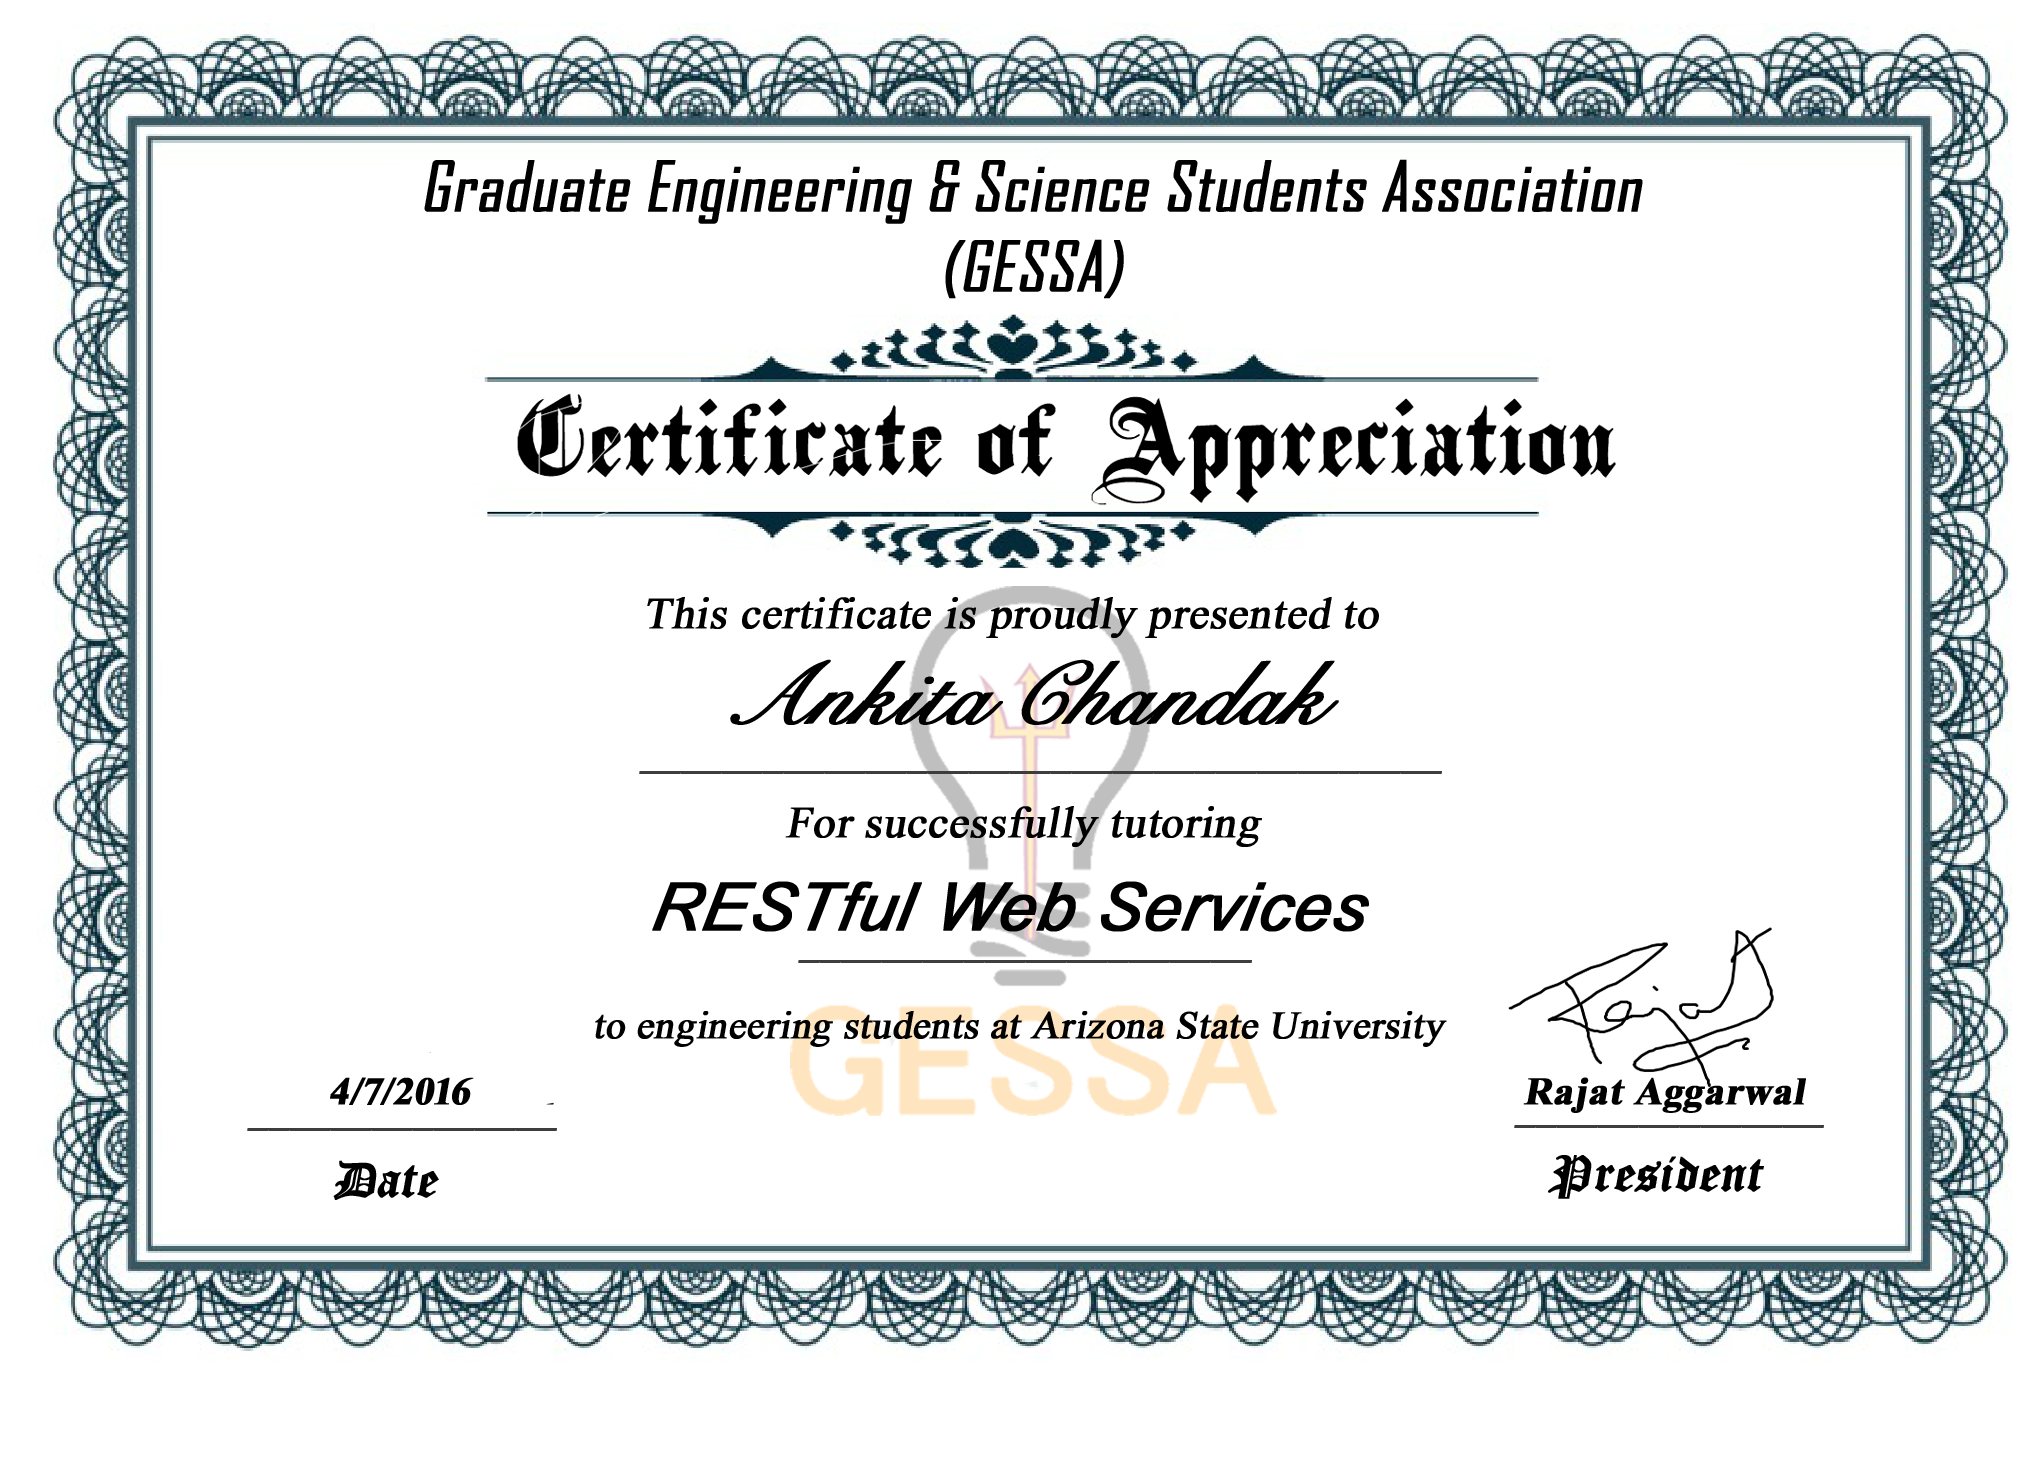 Graduate Engineering & Science Students Association
(GESSA)
Certificate of Appreciation
This certificate is proudly presented to
Ankita Chandak
For successfully tutoring
RESTful Web Services
to engineering students at Arizona State University
GESSA
4/7/2016
Date
Rajat
Rajat Aggarwal
President